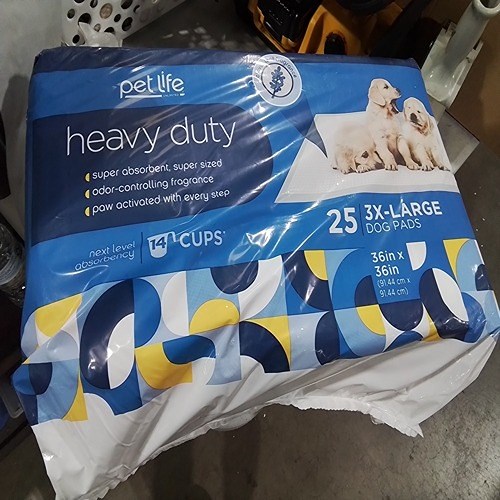 pet life
heavy duty
super absorbent, super sized
odor-controlling fragrance
paw activated with every step
next level
absorbency
14 CUPS
25 3X-LARGE
DOG PADS
36in x
36in
(91.44 cm x
91.44 cm)